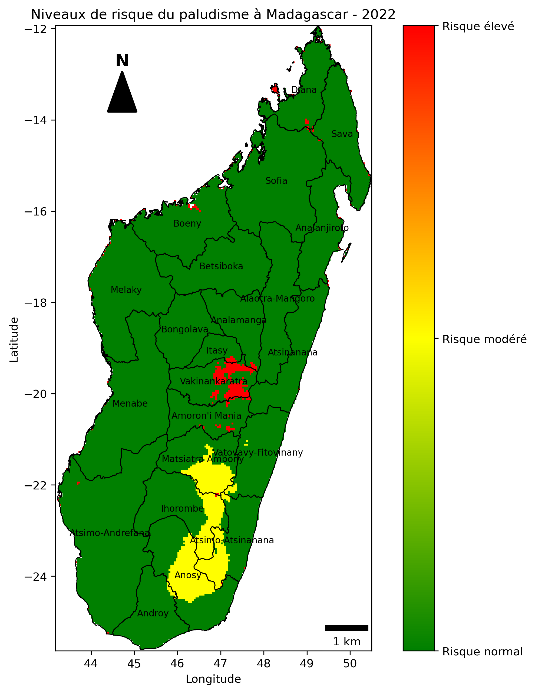 Niveaux de risque du paludisme à Madagascar - 2022
Risque élevé
−12
N
Diana
−14
Sava
Sofia
−16
Boeny
Analanjirofo
Betsiboka
Melaky
−18
Alaotra Mangoro
Analamanga
Bongolava
Risque modéré
Itasy
Atsinanana
Latitude
Vakinankaratra
−20
Menabe
Amoron'i Mania
Vatovavy-Fitovinany
Matsiatra Ambony
−22
Ihorombe
Atsimo-Andrefana
Atsimo-Atsinanana
−24
Anosy
Androy
1 km
Risque normal
44 45 46 47 48 49 50
Longitude